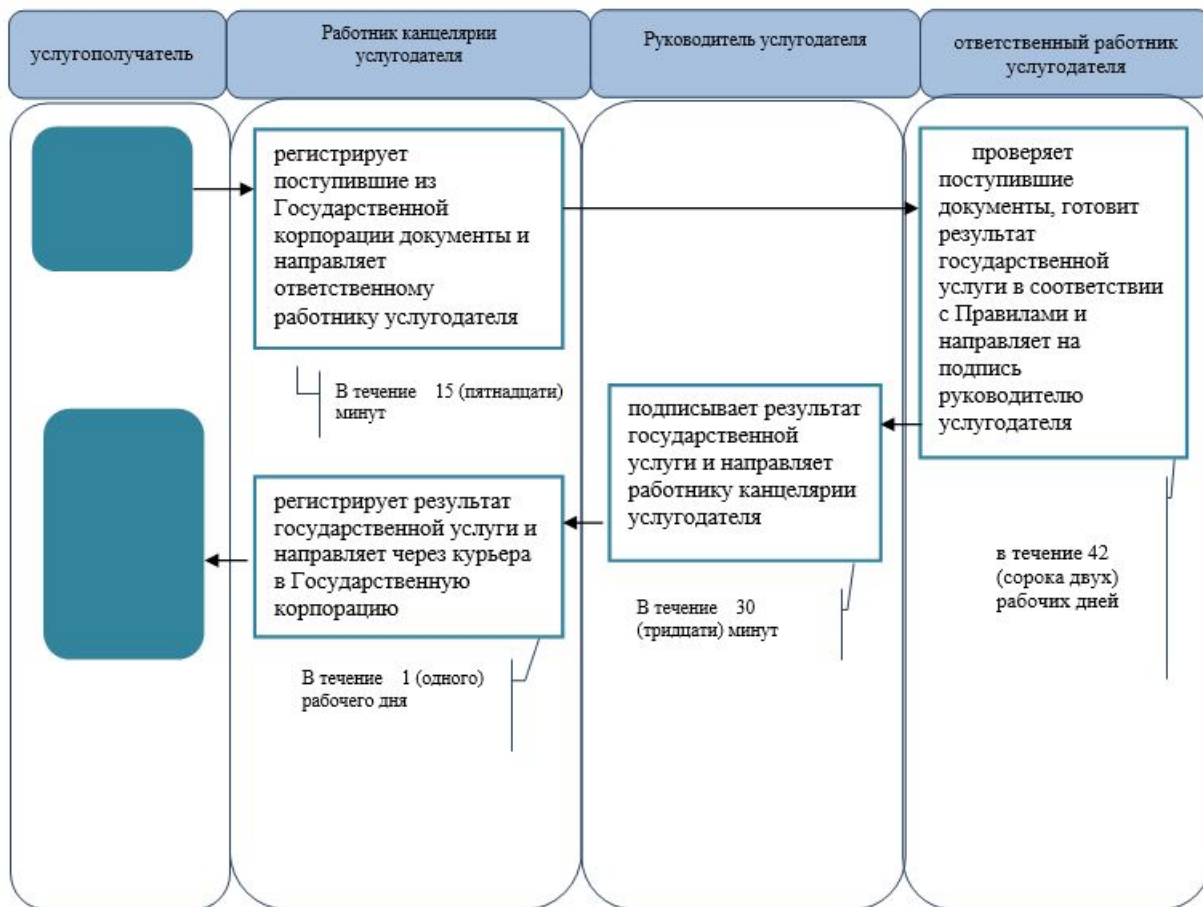 услугополучатель
Работник канцелярии
услугодателя
Руководитель услугодателя
ответственный работник
услугодателя
регистрирует
поступившие из
Государственной
корпорации документы и
направляет
ответственному
работнику услугодателя
В течение 15 (пятнадцати)
минут
проверяет
поступившие
документы, готовит
результат
государственной
услуги в соответствии
с Правилами и
направляет на
подпись
руководителю
услугодателя
в течение 42
(сорока двух)
рабочих дней
подписывает результат
государственной
услуги и направляет
работнику канцелярии
услугодателя
В течение 30
(тридцати) минут
регистрирует результат
государственной услуги и
направляет через курьера
в Государственную
корпорацию
В течение 1 (одного)
рабочего дня